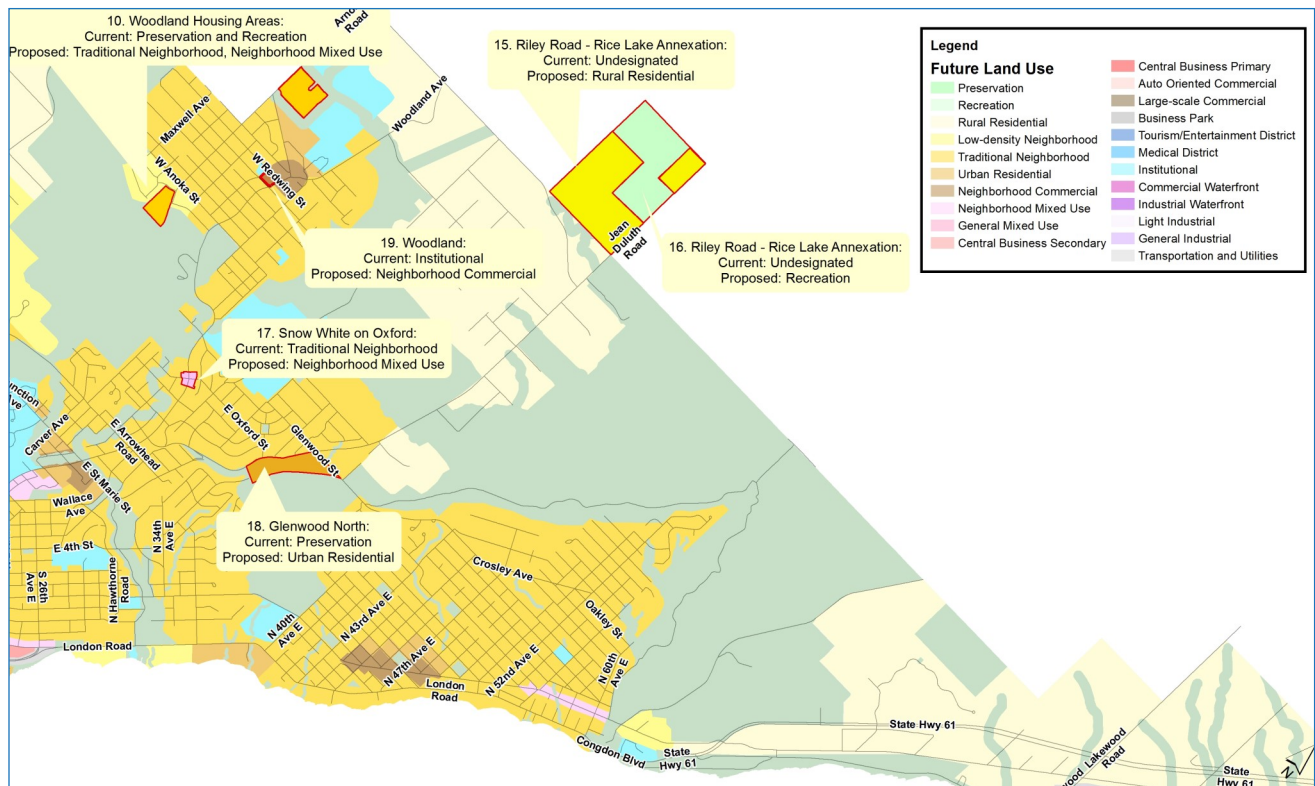 10. Woodland Housing Areas:
Current: Preservation and Recreation
Proposed: Traditional Neighborhood, Neighborhood Mixed Use
Road
Woodland Ave
Maxwell Ave
W Anoka St
W Redwing St
15. Riley Road - Rice Lake Annexation:
Current: Undesignated
Proposed: Rural Residential
Jean
Duluth
Road
16. Riley Road - Rice Lake Annexation:
Current: Undesignated
Proposed: Recreation
19. Woodland:
Current: Institutional
Proposed: Neighborhood Commercial
17. Snow White on Oxford:
Current: Traditional Neighborhood
Proposed: Neighborhood Mixed Use
Carver Ave
E Arrowhead
Road
E Oxford St
Glenwood St
E St Marie St
Wallace
Ave
18. Glenwood North:
Current: Preservation
Proposed: Urban Residential
E 4th St
S 26th
Ave E
N Hawthorne
Road
N 34th
Ave E
London Road
N 40th
Ave E
N 43rd Ave E
N 47th Ave E
London
Road
N 52nd Ave E
Crosley Ave
Oakley St
N 60th
Ave E
Congdon Blvd
State
Hwy 61
State Hwy 61
Lakewood
Road
State
Hwy 61
N
Legend
Future Land Use
Preservation
Recreation
Rural Residential
Low-density Neighborhood
Traditional Neighborhood
Urban Residential
Neighborhood Commercial
Neighborhood Mixed Use
General Mixed Use
Central Business Secondary
Central Business Primary
Auto Oriented Commercial
Large-scale Commercial
Business Park
Tourism/Entertainment District
Medical District
Institutional
Commercial Waterfront
Industrial Waterfront
Light Industrial
General Industrial
Transportation and Utilities